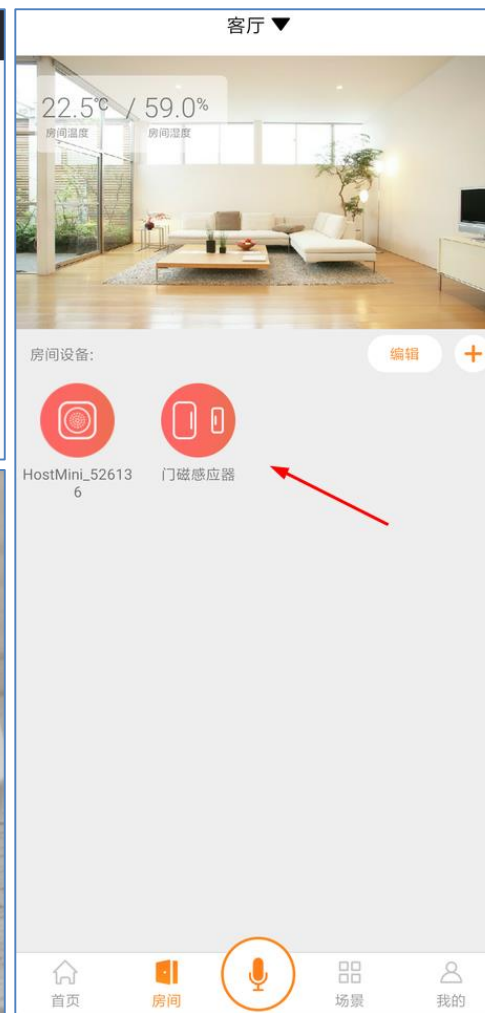 客厅 ▼
22.5℃ / 59.0%
房间温度 房间湿度
房间设备:
编辑 +
HostMini_52613
6
门磁感应器
首页 房间 场景 我的